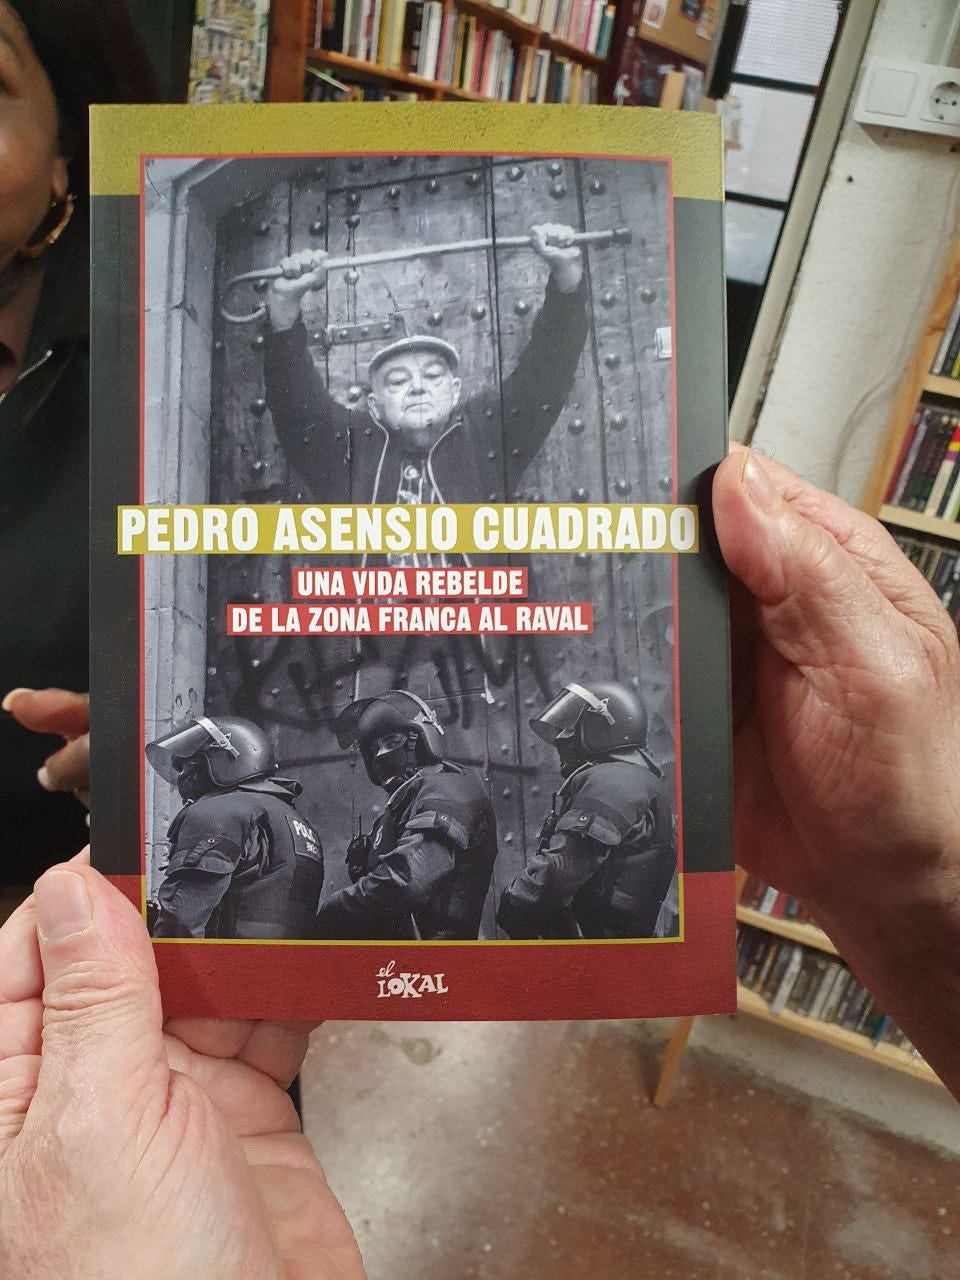 PEDRO ASENSIO CUADRADO
UNA VIDA REBELDE
DE LA ZONA FRANCA AL RAVAL
el
LOKAL